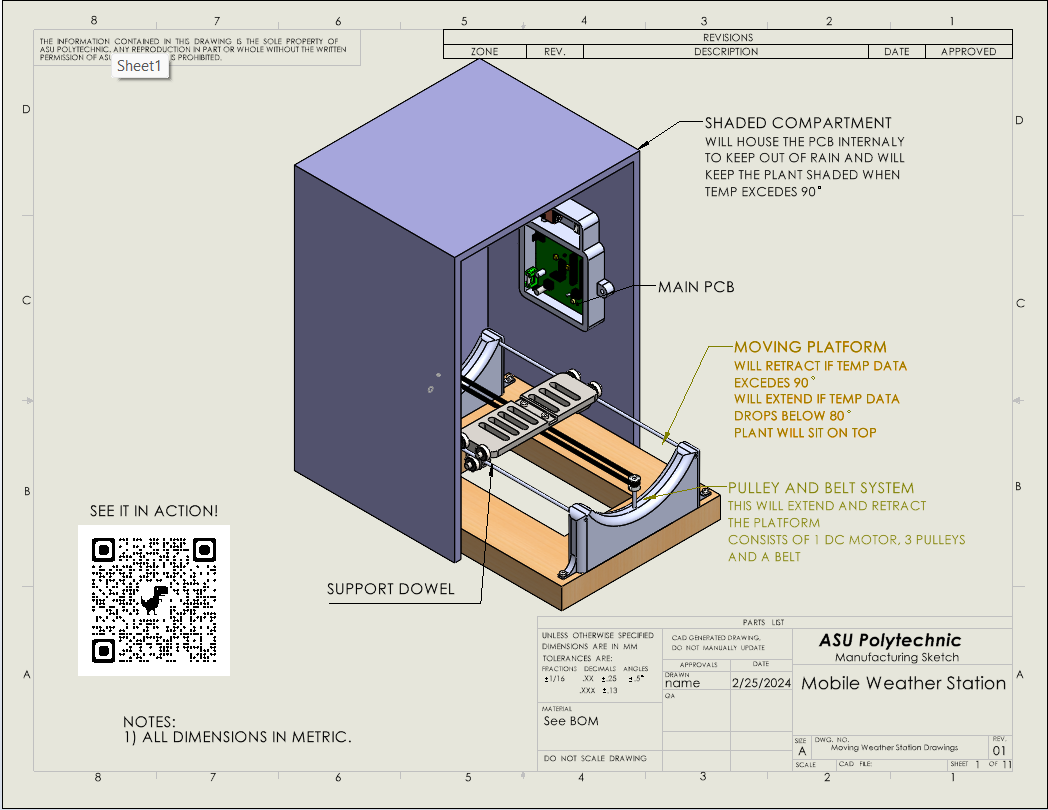 8 7 6 5 4 3 2 1
THE INFORMATION CONTAINED IN THIS DRAWING IS THE SOLE PROPERTY OF
ASU POLYTECHNIC. ANY REPRODUCTION IN PART OR WHOLE WITHOUT THE WRITTEN
PERMISSION OF ASU IS PROHIBITED.
Sheet1
REVISIONS
ZONE REV. DESCRIPTION DATE APPROVED
D D
SHADED COMPARTMENT
WILL HOUSE THE PCB INTERNALY
TO KEEP OUT OF RAIN AND WILL
KEEP THE PLANT SHADED WHEN
TEMP EXCEDES 90°
MAIN PCB
C C
MOVING PLATFORM
WILL RETRACT IF TEMP DATA
EXCEDES 90°
WILL EXTEND IF TEMP DATA
DROPS BELOW 80°
PLANT WILL SIT ON TOP
B B
PULLEY AND BELT SYSTEM
THIS WILL EXTEND AND RETRACT
THE PLATFORM
CONSISTS OF 1 DC MOTOR, 3 PULLEYS
AND A BELT
SEE IT IN ACTION!
SUPPORT DOWEL
A A
NOTES:
1) ALL DIMENSIONS IN METRIC.
PARTS LIST
UNLESS OTHERWISE SPECIFIED
DIMENSIONS ARE IN MM
TOLERANCES ARE:
FRACTIONS DECIMALS ANGLES
±1/16 .XX ±.25 ±.5°
.XXX ±.13
MATERIAL
See BOM
DO NOT SCALE DRAWING
CAD GENERATED DRAWING,
DO NOT MANUALLY UPDATE
APPROVALS DATE
DRAWN
name 2/25/2024
QA
ASU Polytechnic
Manufacturing Sketch
Mobile Weather Station
SIZE DWG. NO. REV.
A Moving Weather Station Drawings 01
SCALE CAD FILE: SHEET 1 OF 11
8 7 6 5 4 3 2 1